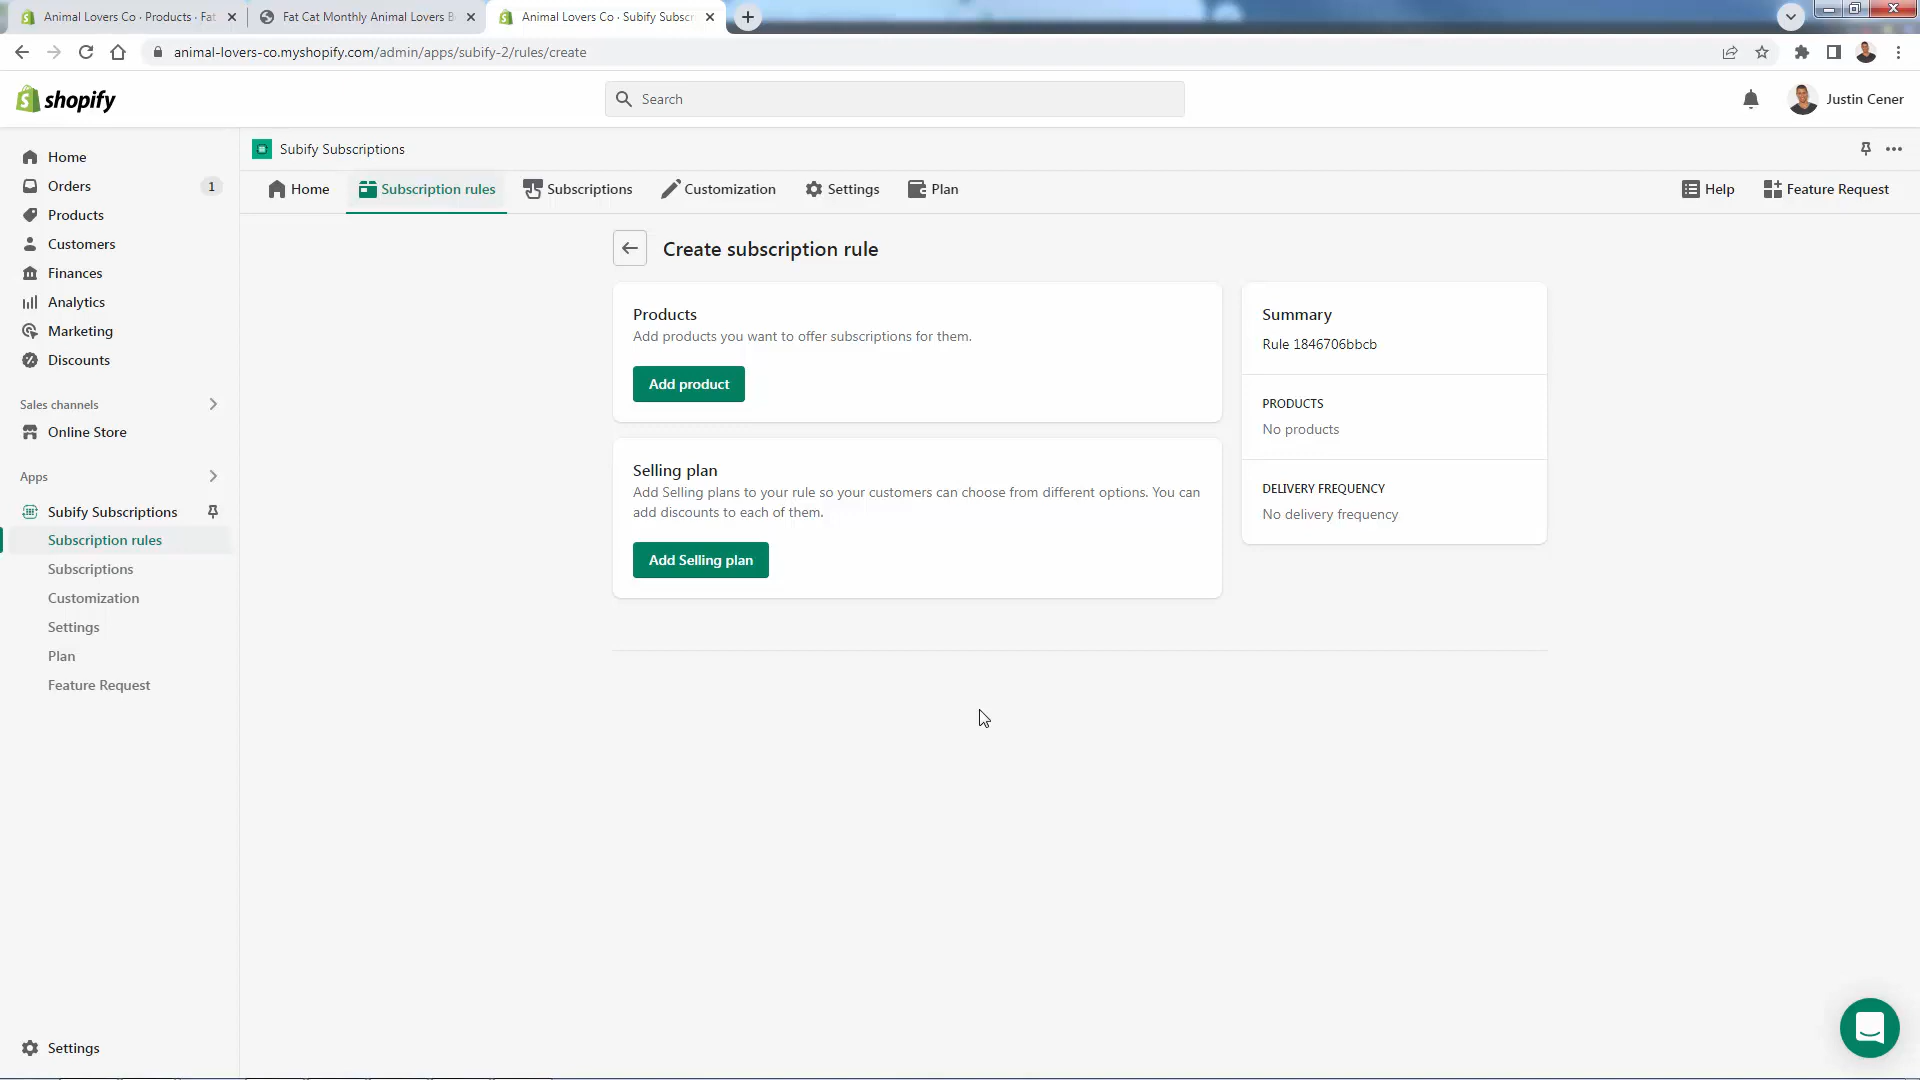 Animal Lovers Co · Products · Fat
Fat Cat Monthly Animal Lovers B
Animal Lovers Co · Subify Subscr
animal-lovers-co.myshopify.com/admin/apps/subify-2/rules/create
shopify
Search
Justin Cener
Home
Orders
1
Products
Customers
Finances
Analytics
Marketing
Discounts
Sales channels
Online Store
Apps
Subify Subscriptions
Subscription rules
Subscriptions
Customization
Settings
Plan
Feature Request
Settings
Subify Subscriptions
Home
Subscription rules
Subscriptions
Customization
Settings
Plan
Help
Feature Request
Create subscription rule
Products
Add products you want to offer subscriptions for them.
Add product
Selling plan
Add Selling plans to your rule so your customers can choose from different options. You can
add discounts to each of them.
Add Selling plan
Summary
Rule 1846706bbcb
PRODUCTS
No products
DELIVERY FREQUENCY
No delivery frequency